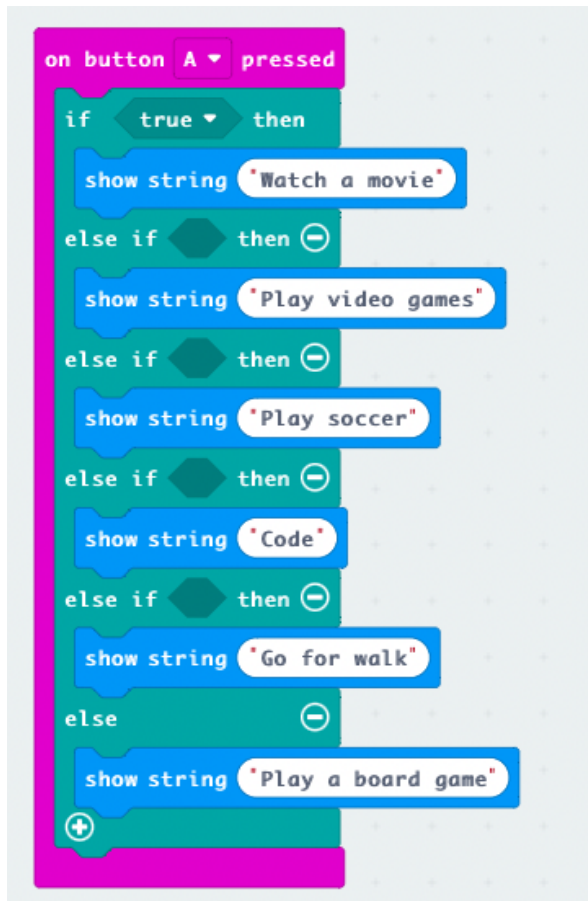 on button A pressed
if true then
show string "Watch a movie"
else if then
show string "Play video games"
else if then
show string "Play soccer"
else if then
show string "Code"
else if then
show string "Go for walk"
else
show string "Play a board game"